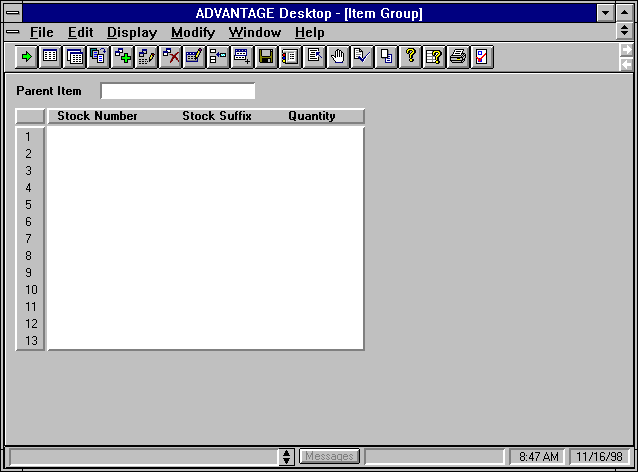 ADVANTAGE Desktop - [Item Group]
File Edit Display Modify Window Help
Parent Item
Stock Number Stock Suffix Quantity
1
2
3
4
5
6
7
8
9
10
11
12
13
Messages 8:47 AM 11/16/98